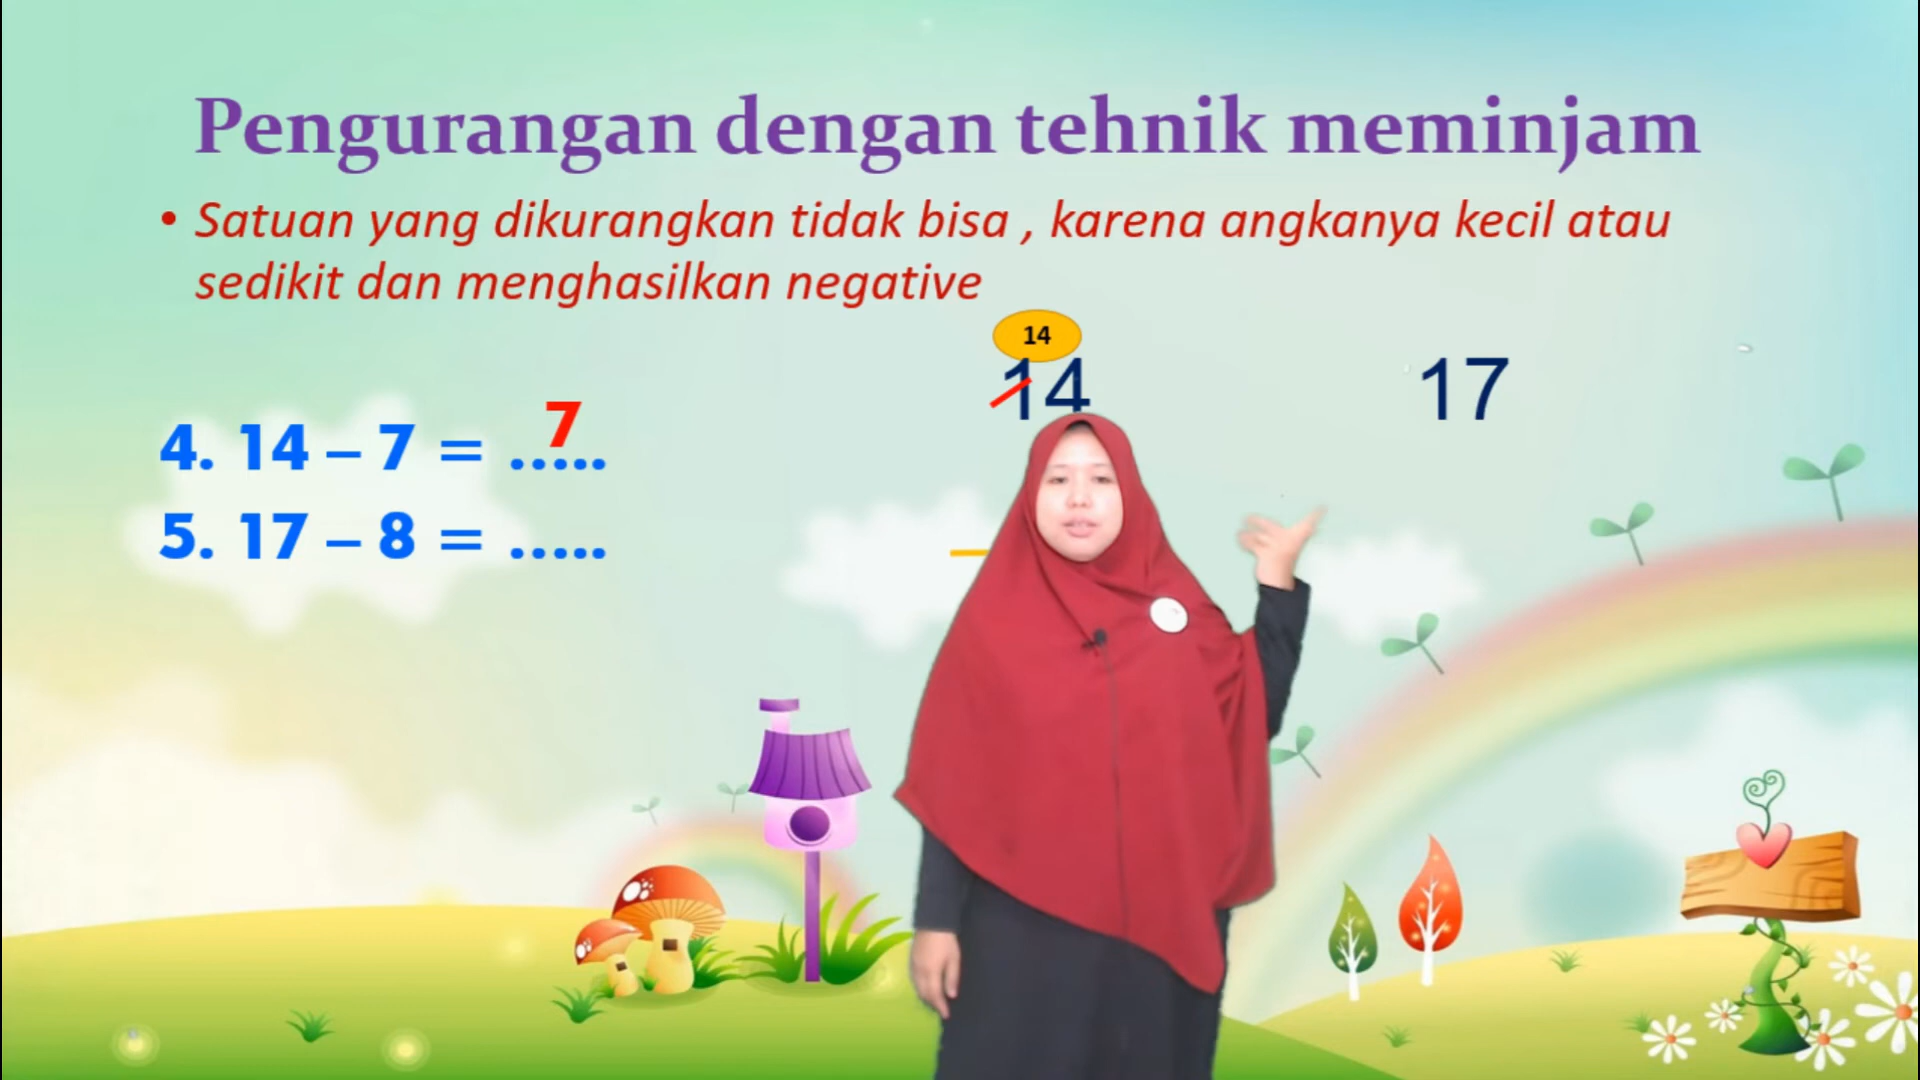 Pengurangan dengan tehnik meminjam
• Satuan yang dikurangkan tidak bisa , karena angkanya kecil atau
sedikit dan menghasilkan negative
14
14
17
7
4. 14 – 7 = .....
5. 17 – 8 = .....